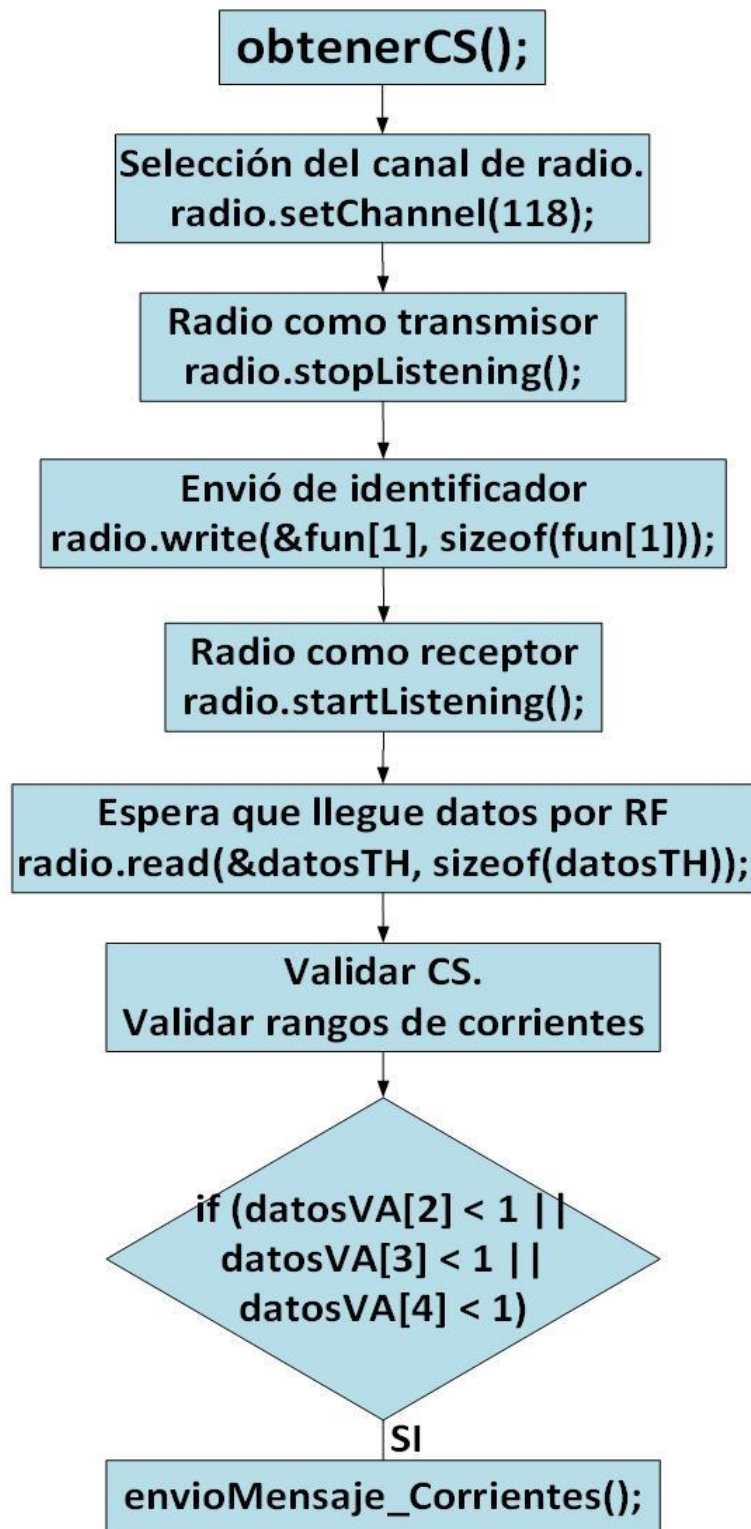 obtenerCS();
Selección del canal de radio.
radio.setChannel(118);
Radio como transmisor
radio.stopListening();
Envió de identificador
radio.write(&fun[1], sizeof(fun[1]));
Radio como receptor
radio.startListening();
Espera que llegue datos por RF
radio.read(&datosTH, sizeof(datosTH));
Validar CS.
Validar rangos de corrientes
if (datosVA[2] < 1 ||
datosVA[3] < 1 ||
datosVA[4] < 1)
SI
envioMensaje_Corrientes();